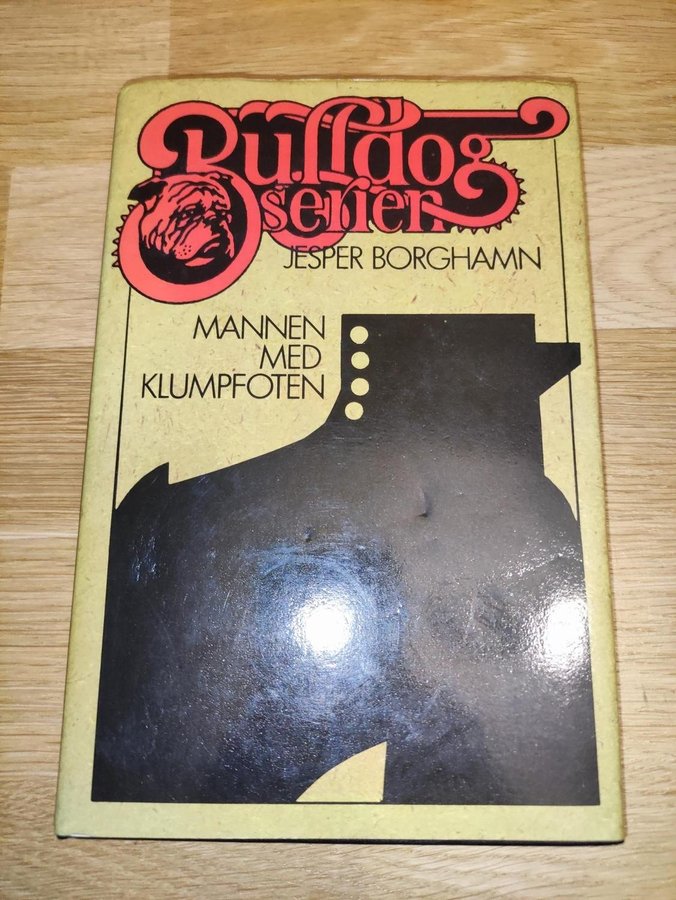 Bulldog
serien
JESPER BORGHAMN
MANNEN
MED
KLUMPFOTEN